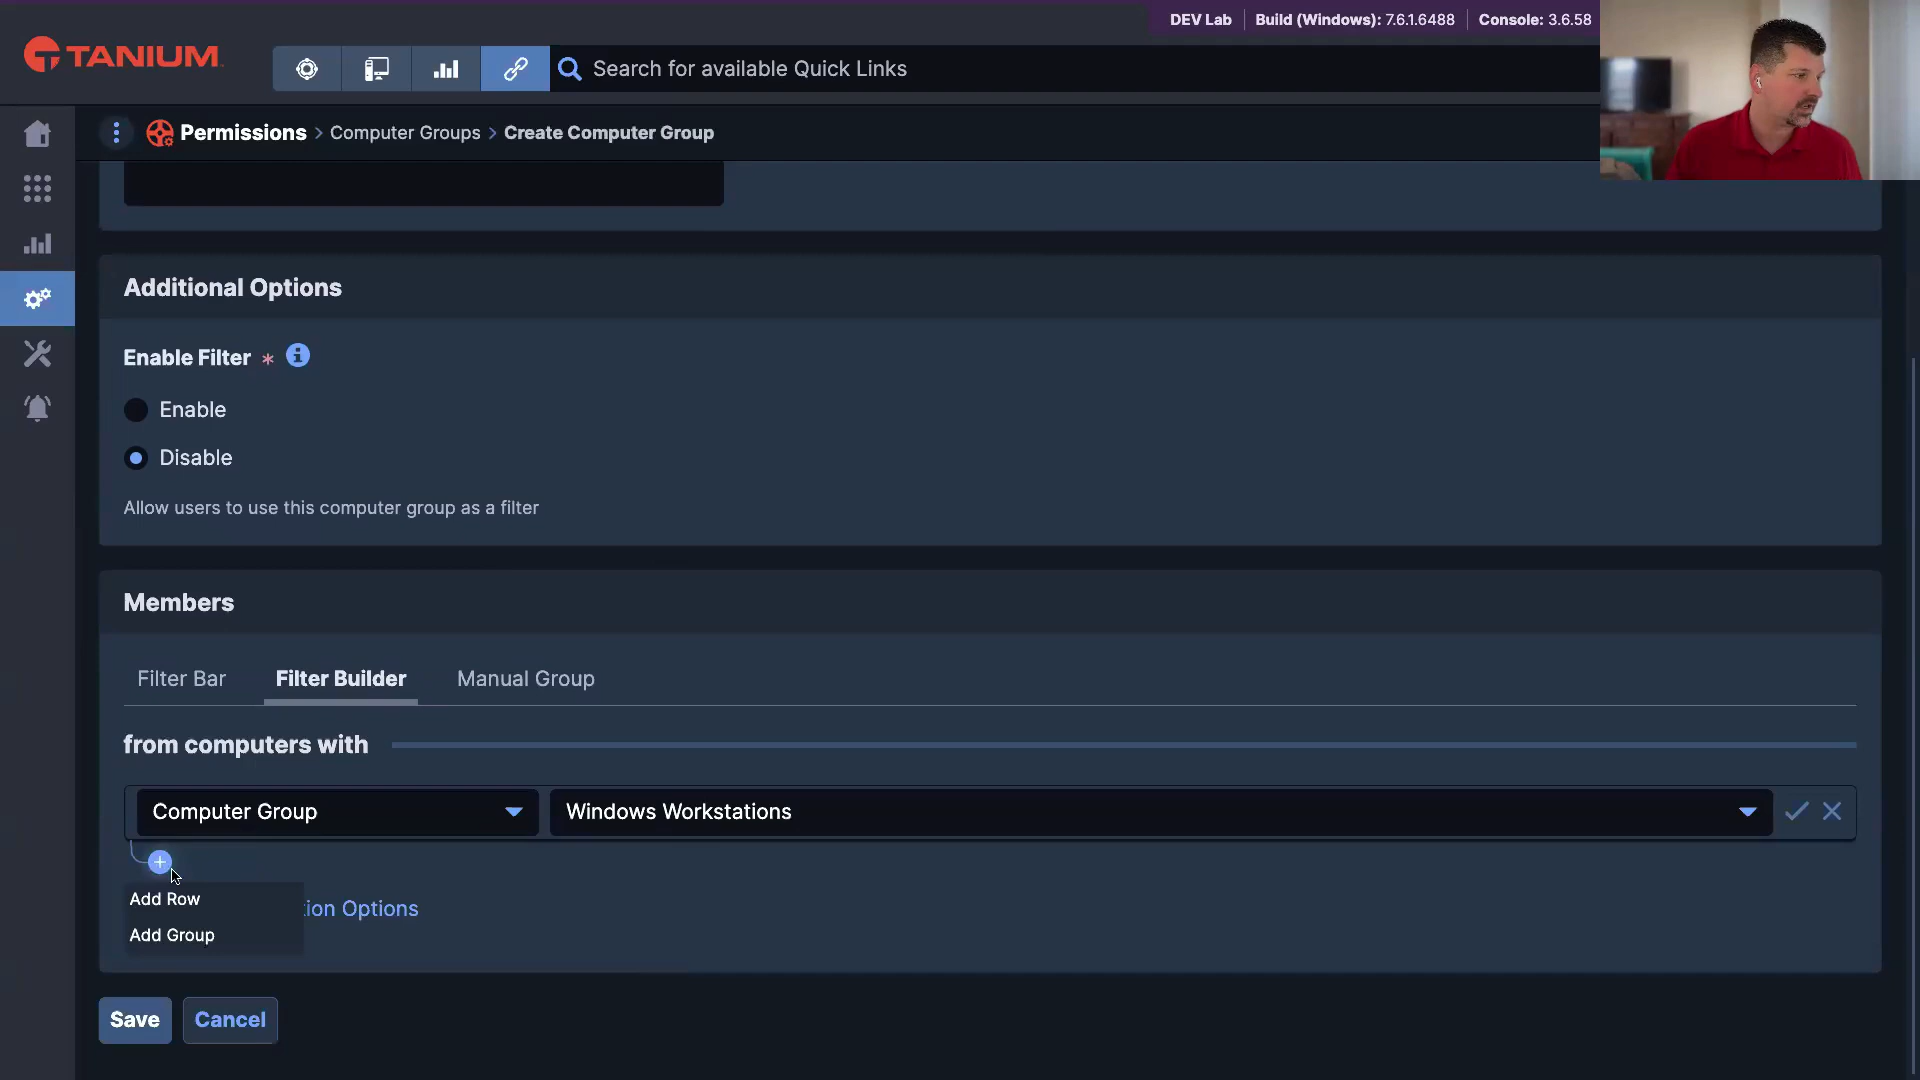 DEV Lab
Build (Windows): 7.6.1.6488
Console: 3.6.58
TANIUM
Search for available Quick Links
Permissions > Computer Groups > Create Computer Group
Additional Options
Enable Filter *
Enable
Disable
Allow users to use this computer group as a filter
Members
Filter Bar
Filter Builder
Manual Group
from computers with
Computer Group
Windows Workstations
Add Row
ion Options
Add Group
Save
Cancel